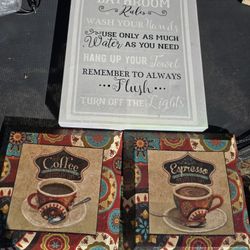 BATHROOM
Rules
WASH YOUR Hands
USE ONLY AS MUCH
Water AS YOU NEED
HANG UP YOUR Towel
REMEMBER TO ALWAYS
Flush
TURN OFF THE Lights
Coffee
Espresso